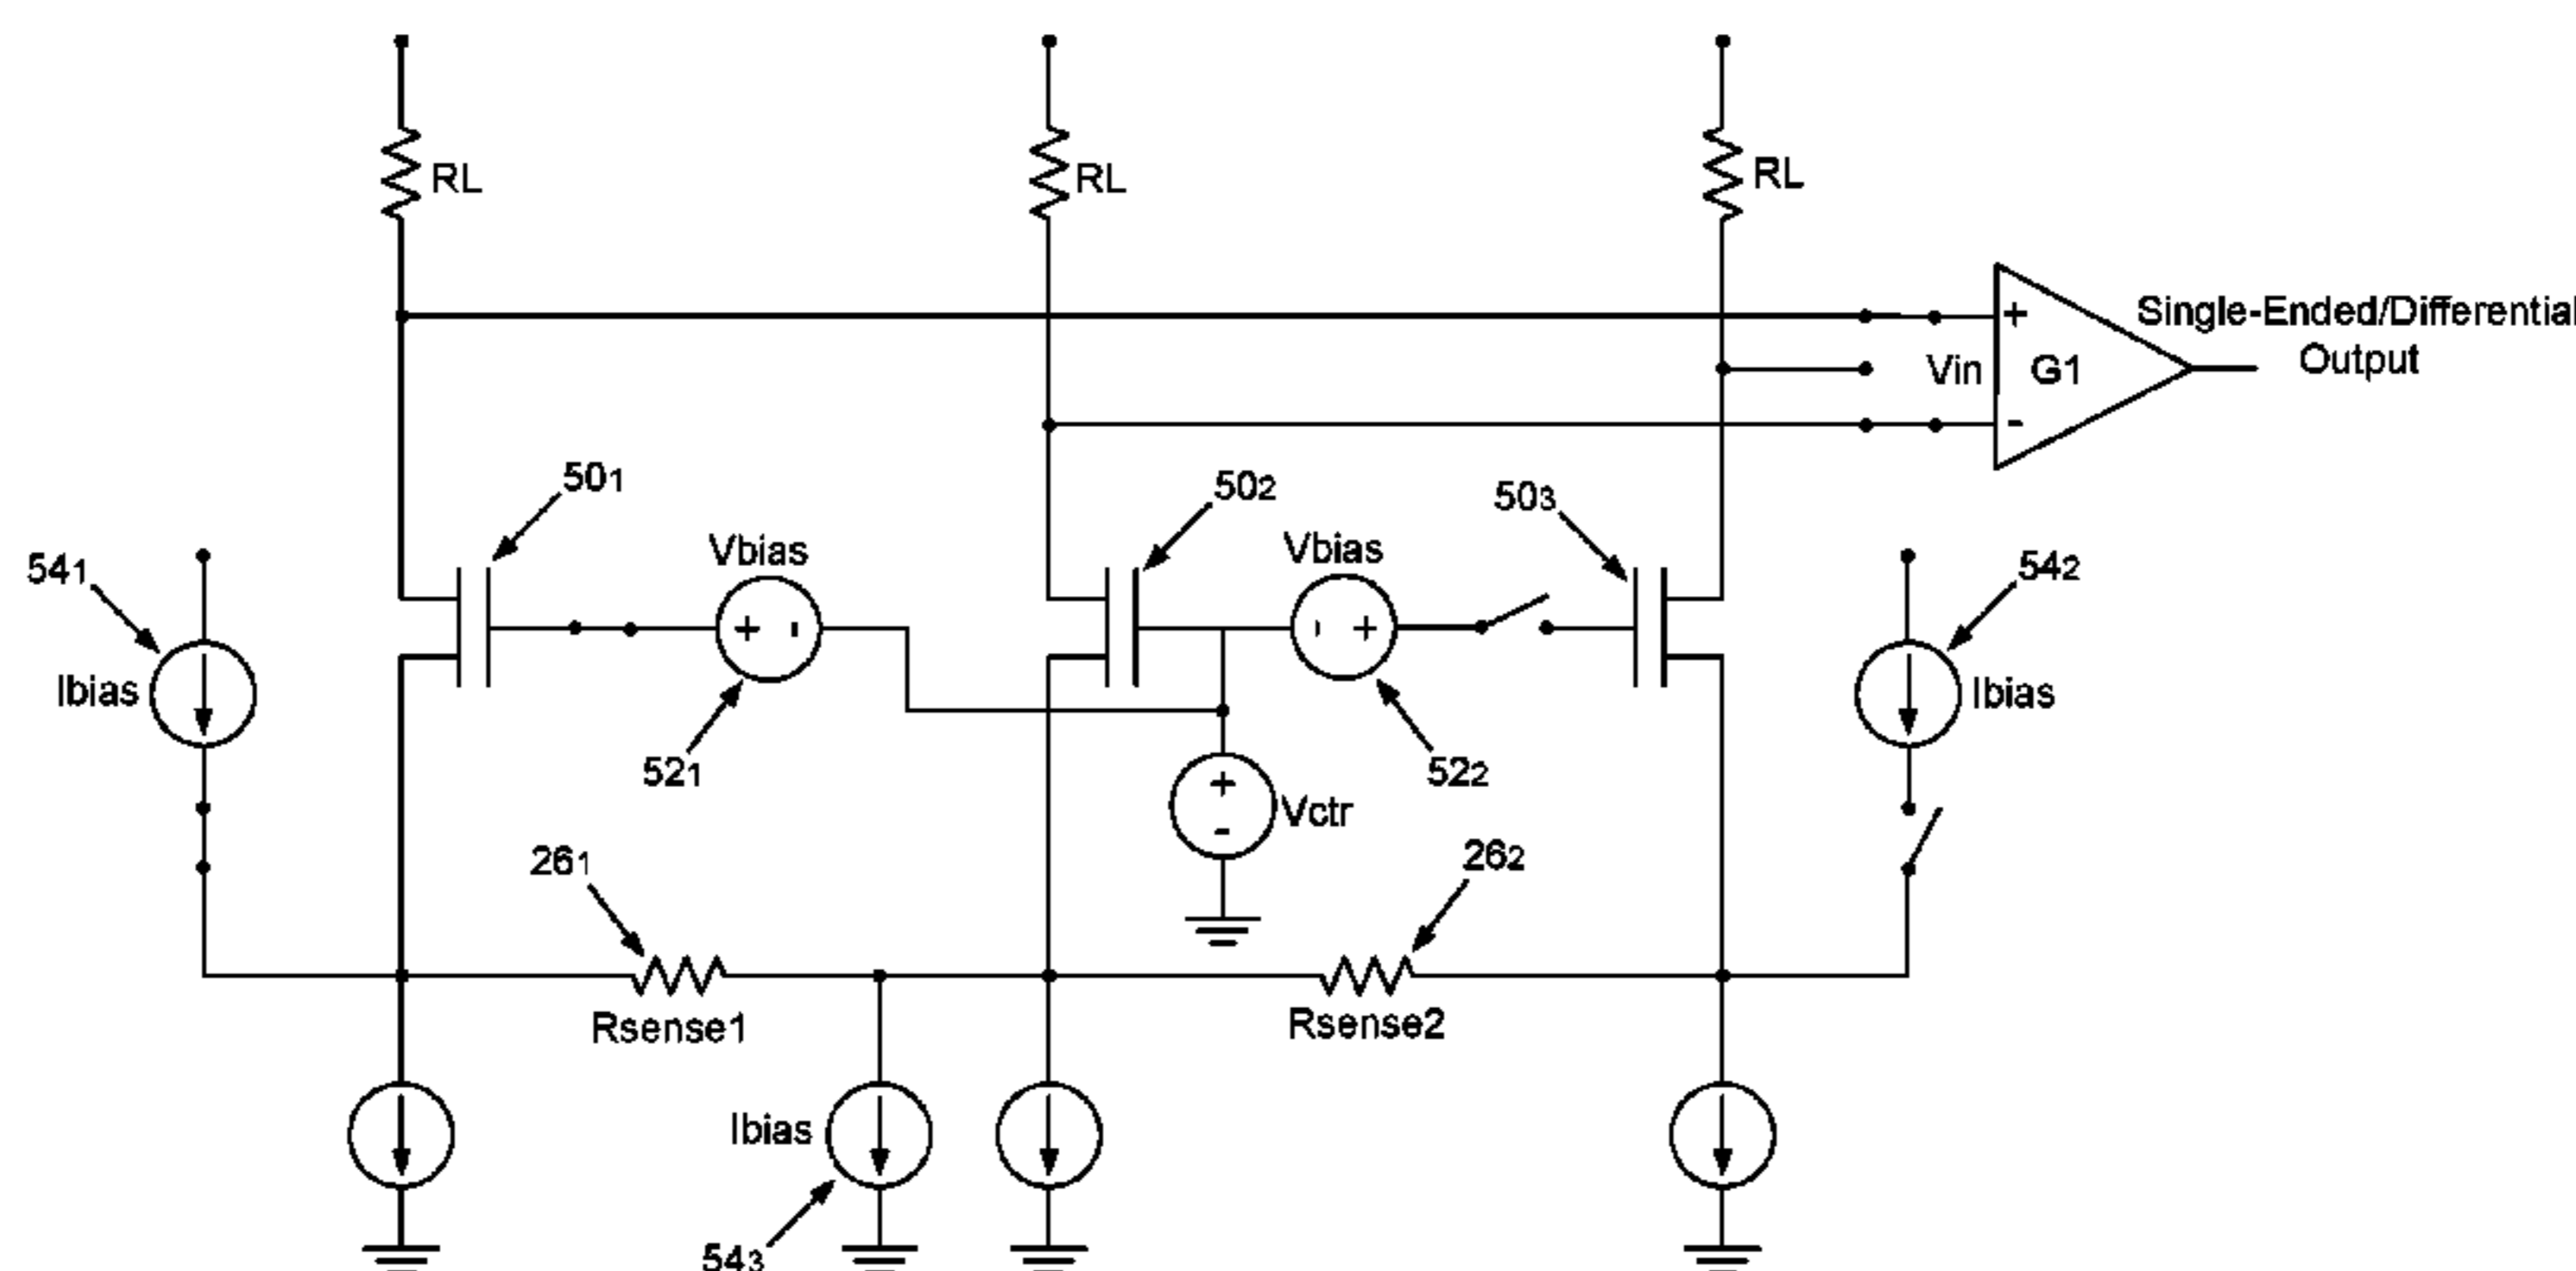 RL
RL
RL
+
Vin
G1
-
Single-Ended/Differential
Output
501
502
503
541
Ibias
Vbias
+ -
521
Vbias
- +
522
542
Ibias
+
-
Vctr
261
Rsense1
262
Rsense2
Ibias
543